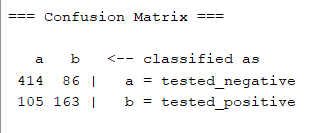 === Confusion Matrix ===
a b <-- classified as
414 86 | a = tested_negative
105 163 | b = tested_positive